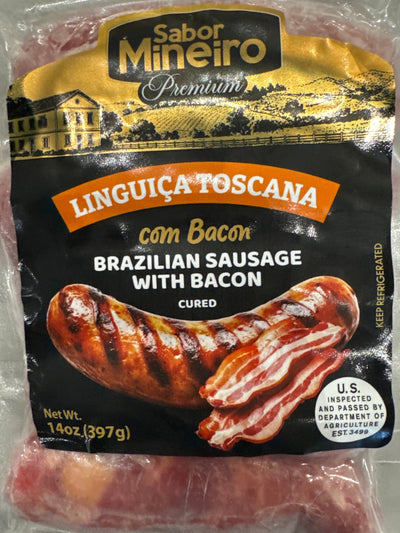 Sabor
Mineiro
Premium
LINGUIÇA TOSCANA
com Bacon
BRAZILIAN SAUSAGE
WITH BACON
CURED
KEEP REFRIGERATED
U.S.
INSPECTED
AND PASSED BY
DEPARTMENT OF
AGRICULTURE
EST. 3499
Net Wt.
14oz (397g)